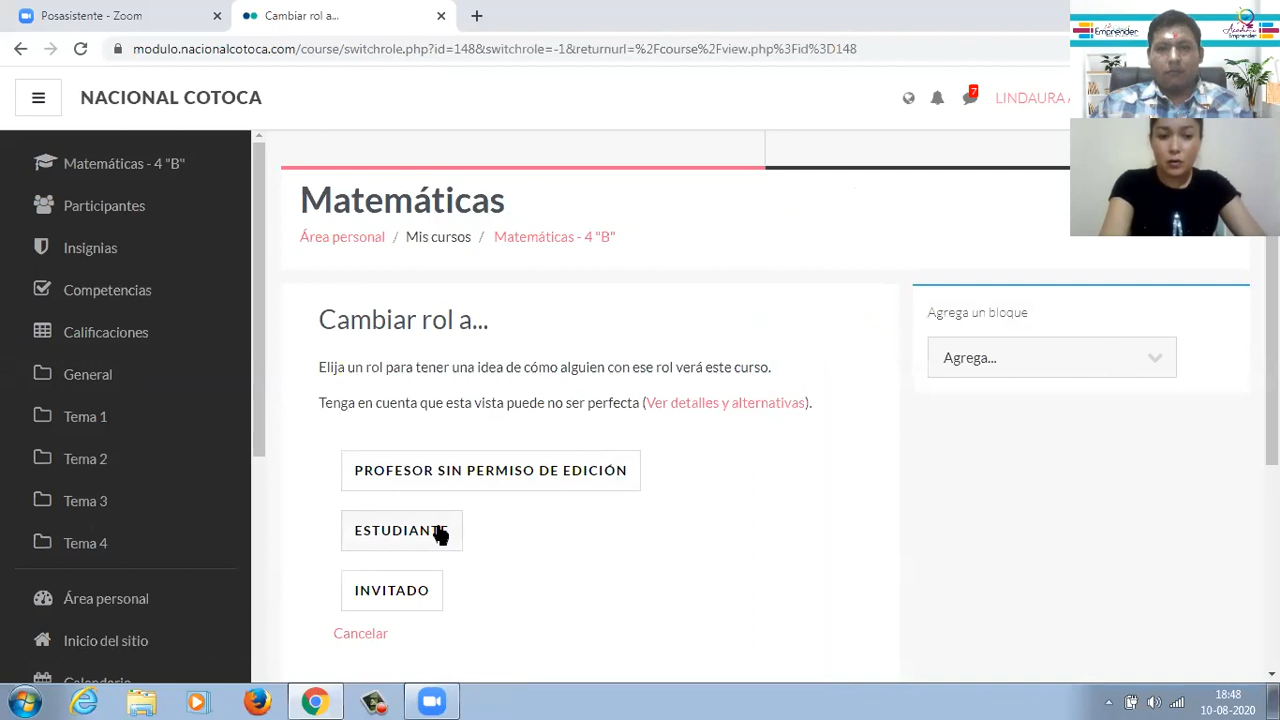 Posasistente - Zoom
Cambiar rol a...
modulo.nacionalcotoca.com/course/switchrole.php?id=148&switchrole=-1&returnurl=%2Fcourse%2Fview.php%3Fid%3D148
NACIONAL COTOCA
7
LINDAURA
Emprender
Academia
Emprender
Matemáticas - 4 "B"
Participantes
Insignias
Competencias
Calificaciones
General
Tema 1
Tema 2
Tema 3
Tema 4
Área personal
Inicio del sitio
Calendario
Matemáticas
Área personal / Mis cursos / Matemáticas - 4 "B"
Cambiar rol a...
Elija un rol para tener una idea de cómo alguien con ese rol verá este curso.
Tenga en cuenta que esta vista puede no ser perfecta (Ver detalles y alternativas).
PROFESOR SIN PERMISO DE EDICIÓN
ESTUDIANTE
INVITADO
Cancelar
Agrega un bloque
Agrega...
18:48
10-08-2020